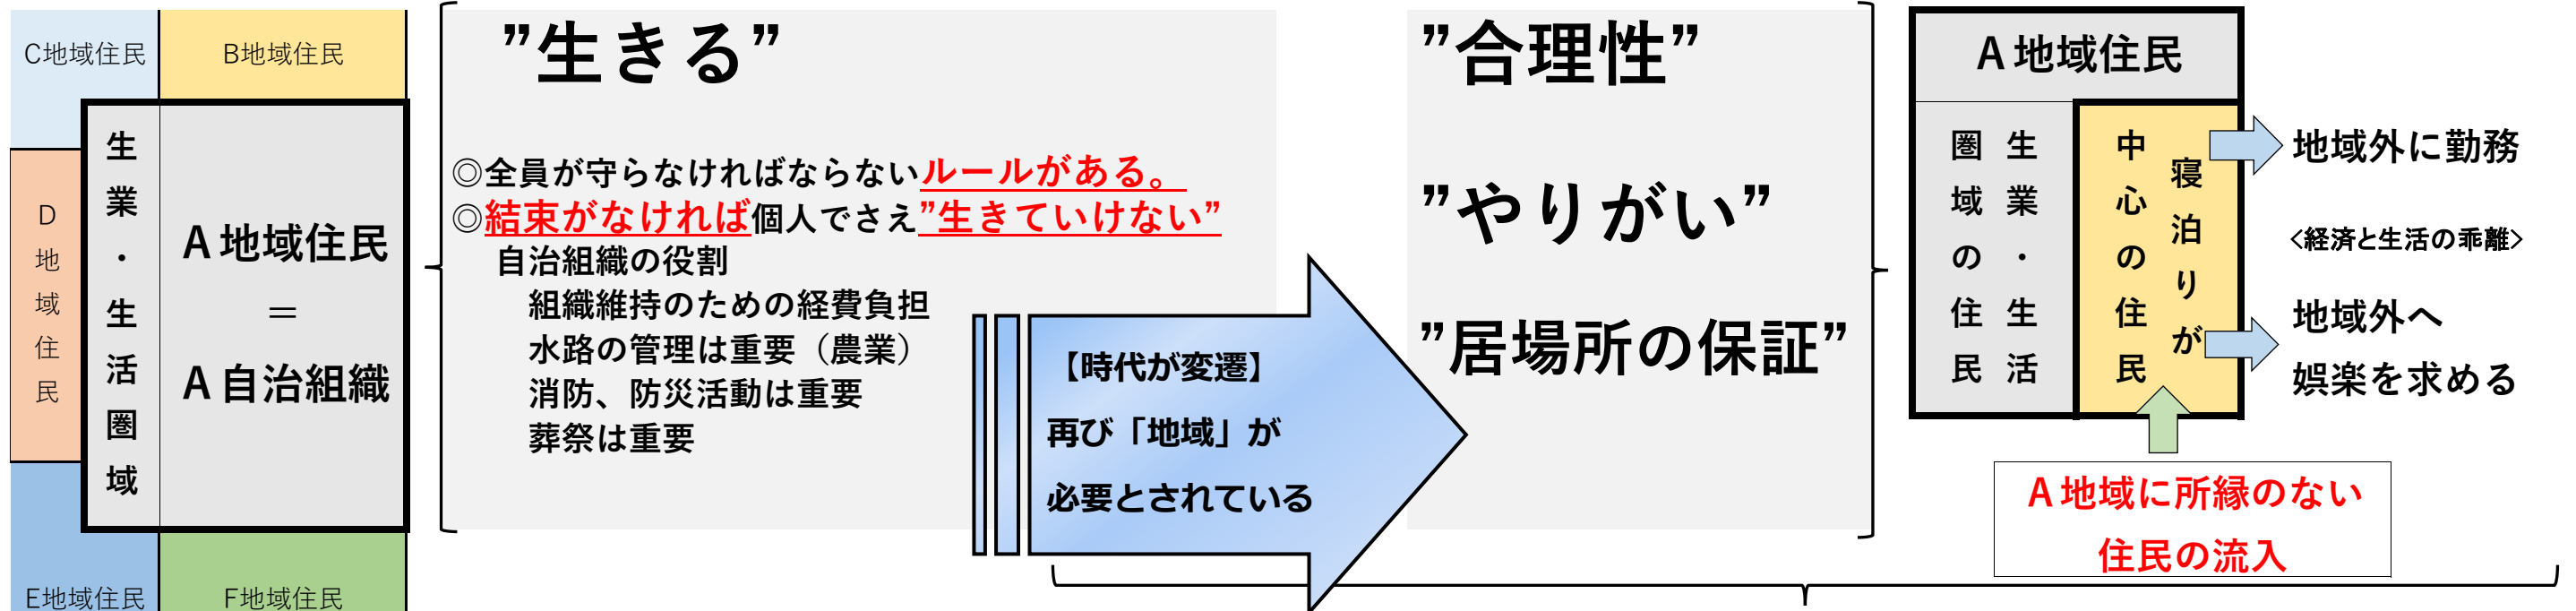 C地域住民
B地域住民
D地域住民
生業・生活圏域
A地域住民
＝
A自治組織
E地域住民
F地域住民
”生きる”
◎全員が守らなければならないルールがある。
◎結束がなければ個人でさえ”生きていけない”
自治組織の役割
組織維持のための経費負担
水路の管理は重要（農業）
消防、防災活動は重要
葬祭は重要
【時代が変遷】
再び「地域」が
必要とされている
”合理性”
”やりがい”
”居場所の保証”
A地域住民
生業・生活
圏域の住民
寝泊りが
中心の住民
地域外に勤務
<経済と生活の乖離>
地域外へ
娯楽を求める
A地域に所縁のない
住民の流入